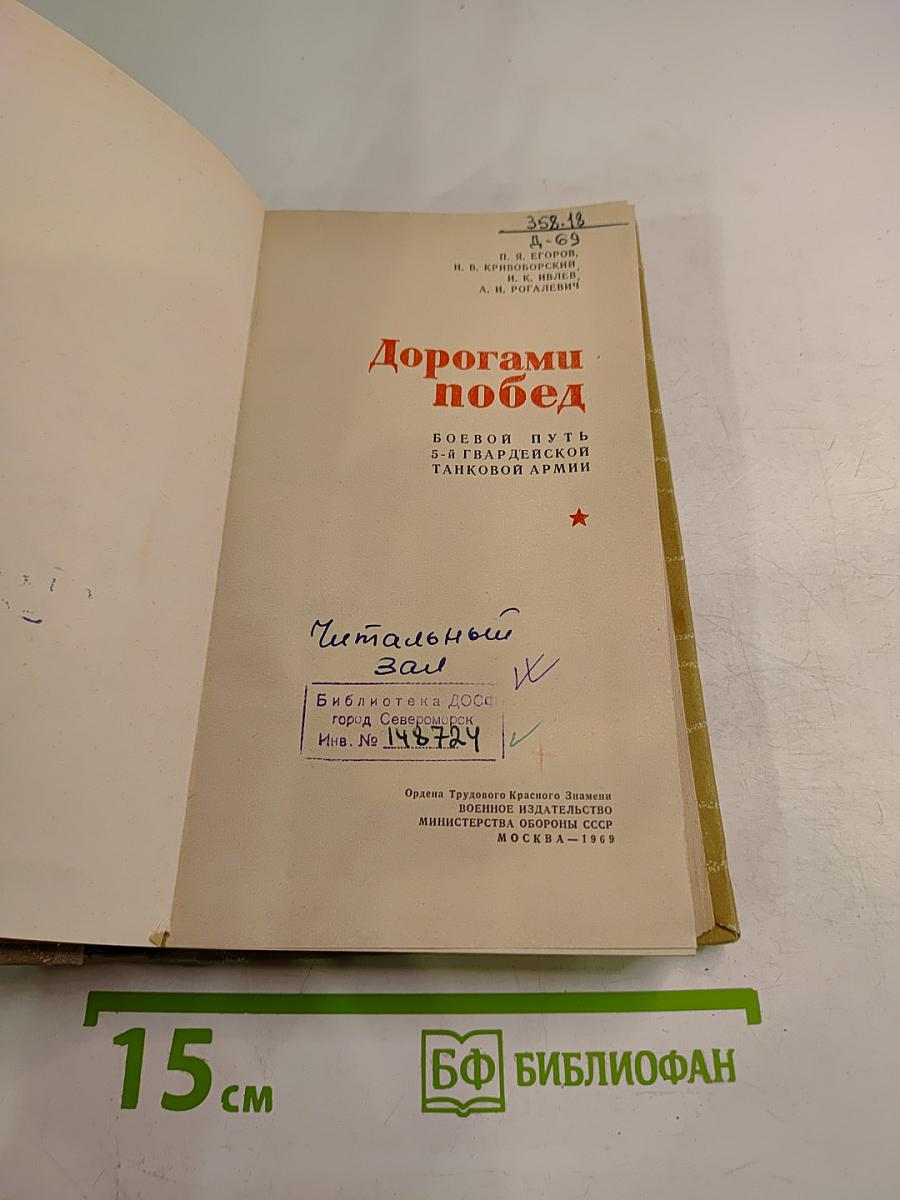 358.18
Д-69
П. Я. ЕГОРОВ,
И. В. КРИВОБОРСКИЙ,
И. К. ИВЛЕВ,
А. И. РОГАЛЕВИЧ
Дорогами
побед
БОЕВОЙ ПУТЬ
5-й ГВАРДЕЙСКОЙ
ТАНКОВОЙ АРМИИ
Читальный
зал
Библиотека ДОСФ
город Североморск
Инв. № 148724
Ордена Трудового Красного Знамени
ВОЕННОЕ ИЗДАТЕЛЬСТВО
МИНИСТЕРСТВА ОБОРОНЫ СССР
МОСКВА — 1969
15 см
БФ БИБЛИОФАН